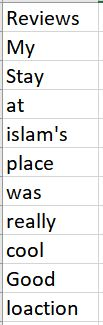 Reviews
My
Stay
at
islam's
place
was
really
cool
Good
loaction